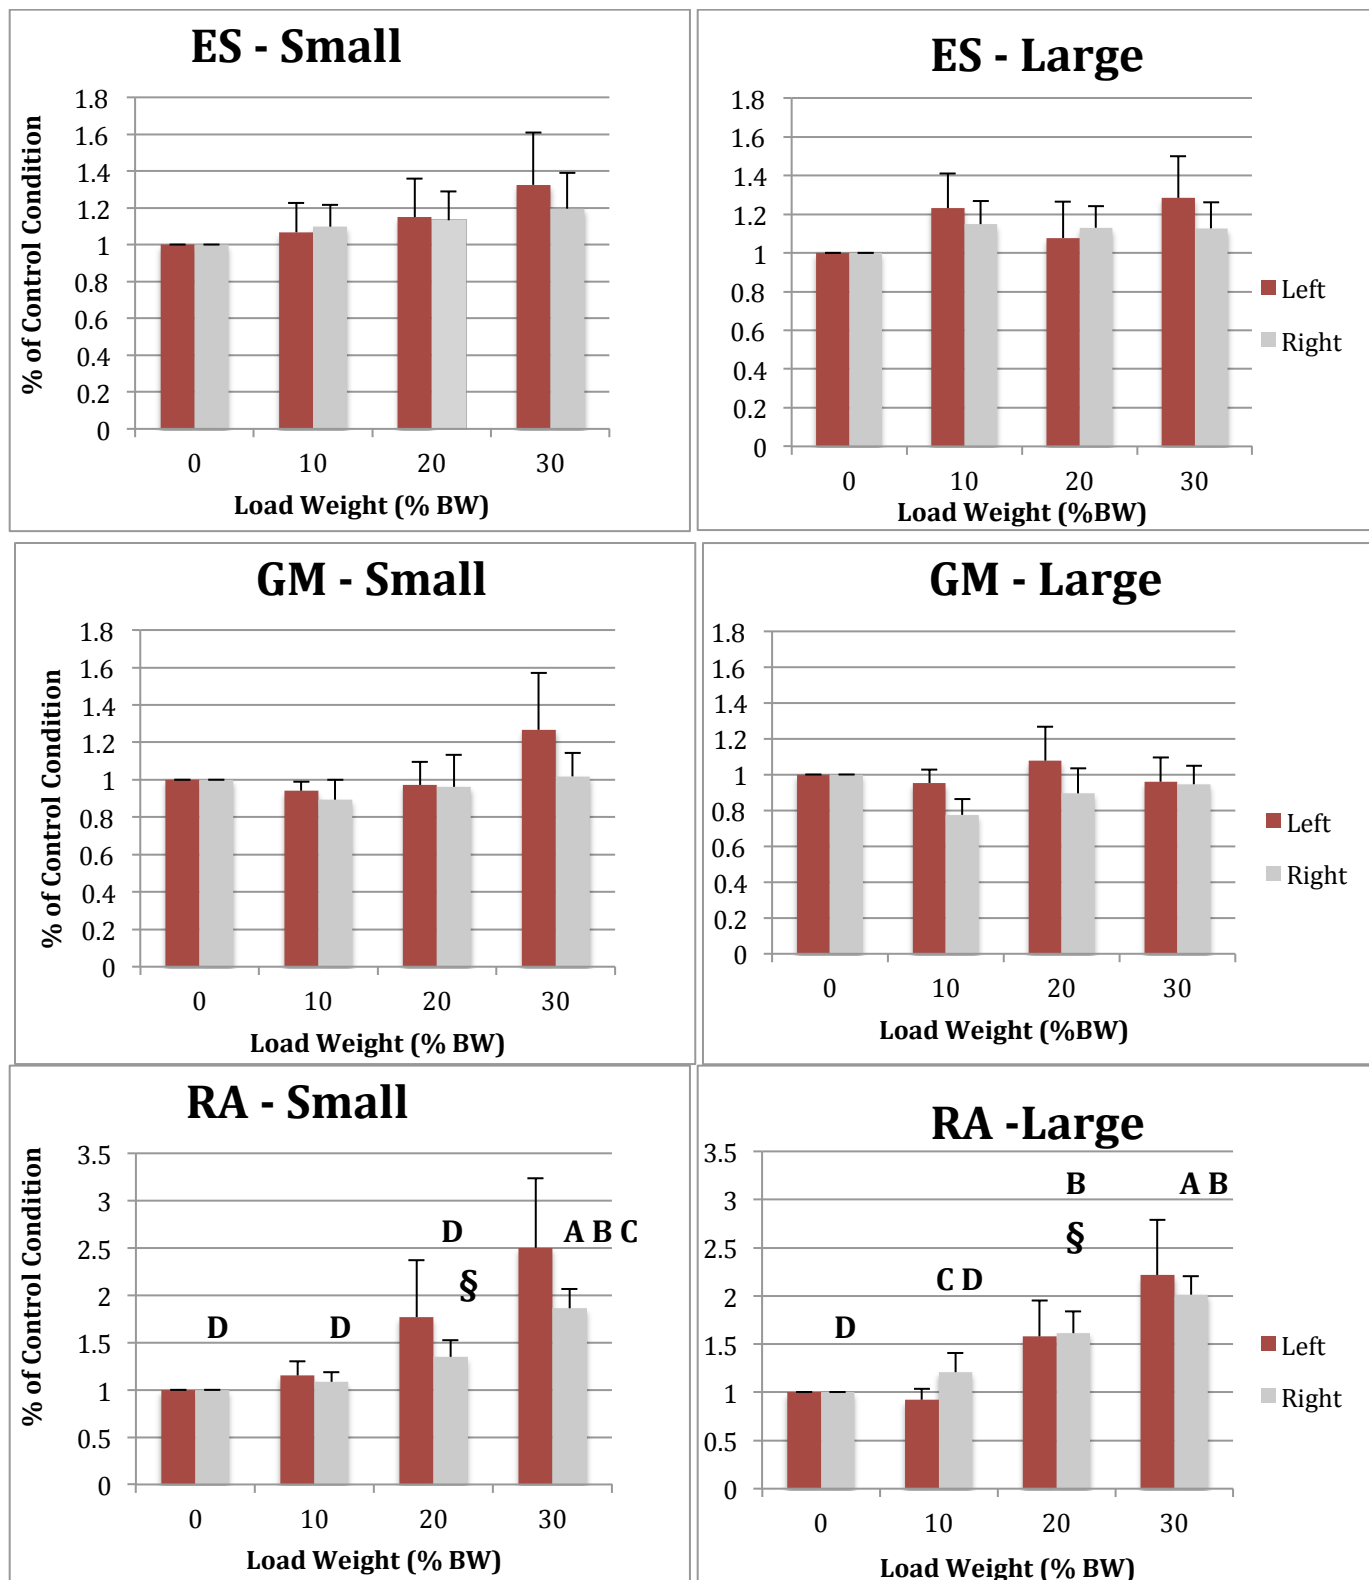 ES - Small
% of Control Condition
1.8
1.6
1.4
1.2
1
0.8
0.6
0.4
0.2
0
0 10 20 30
Load Weight (% BW)
ES - Large
1.8
1.6
1.4
1.2
1
0.8
0.6
0.4
0.2
0
0 10 20 30
Load Weight (%BW)
Left
Right
GM - Small
% of Control Condition
1.8
1.6
1.4
1.2
1
0.8
0.6
0.4
0.2
0
0 10 20 30
Load Weight (% BW)
GM - Large
1.8
1.6
1.4
1.2
1
0.8
0.6
0.4
0.2
0
0 10 20 30
Load Weight (%BW)
Left
Right
RA - Small
% of Control Condition
3.5
3
2.5
2
1.5
1
0.5
0
D
D
D
§
A B C
0 10 20 30
Load Weight (% BW)
RA -Large
3.5
3
2.5
2
1.5
1
0.5
0
D
C D
B
§
A B
0 10 20 30
Load Weight (% BW)
Left
Right